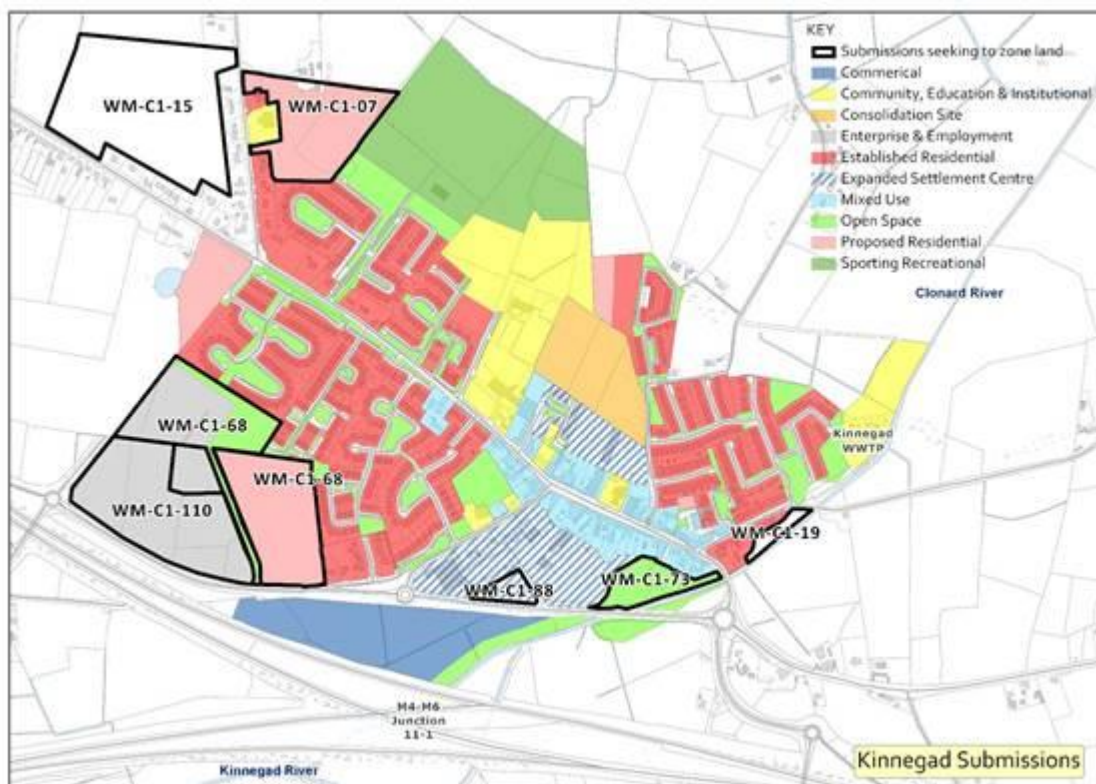 KEY
Submissions seeking to zone land
Commerical
Community, Education & Institutional
Consolidation Site
Enterprise & Employment
Established Residential
Expanded Settlement Centre
Mixed Use
Open Space
Proposed Residential
Sporting Recreational
WM-C1-15
WM-C1-07
Clonard River
WM-C1-68
Kinnegad
WWTP
WM-C1-68
WM-C1-110
WM-C1-19
WM-C1-73
WM-C1-88
M4-M6
Junction
11-1
Kinnegad River
Kinnegad Submissions